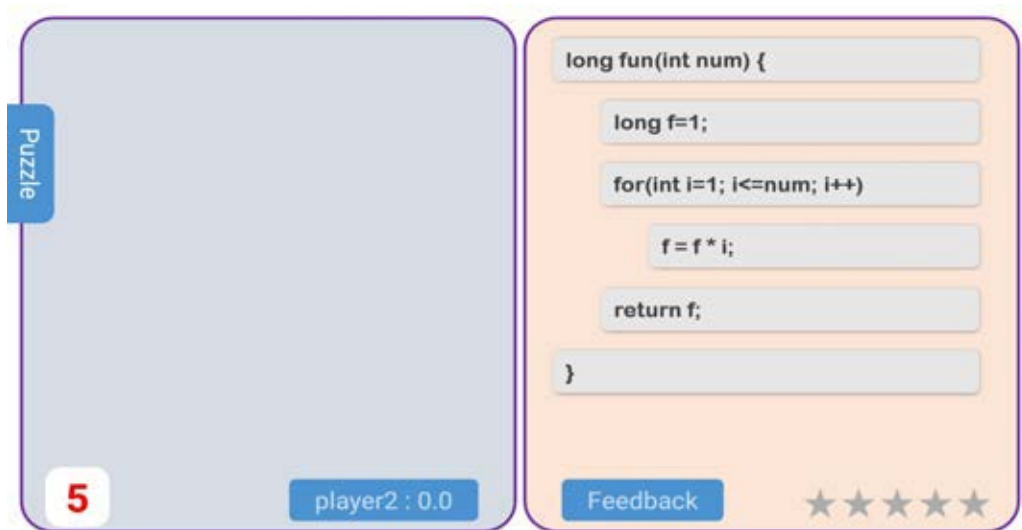 Puzzle
5
player2 : 0.0
long fun(int num) {
long f=1;
for(int i=1; i<=num; i++)
f = f * i;
return f;
}
Feedback